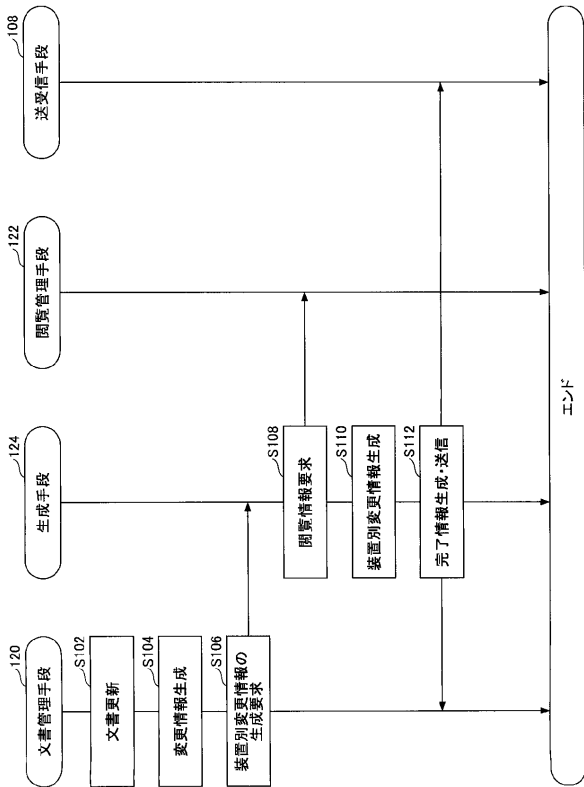 120
文書管理手段
124
生成手段
122
閲覧管理手段
108
送受信手段
S102
文書更新
S104
変更情報生成
S106
装置別変更情報の
生成要求
S108
閲覧情報要求
S110
装置別変更情報生成
S112
完了情報生成・送信
エンド